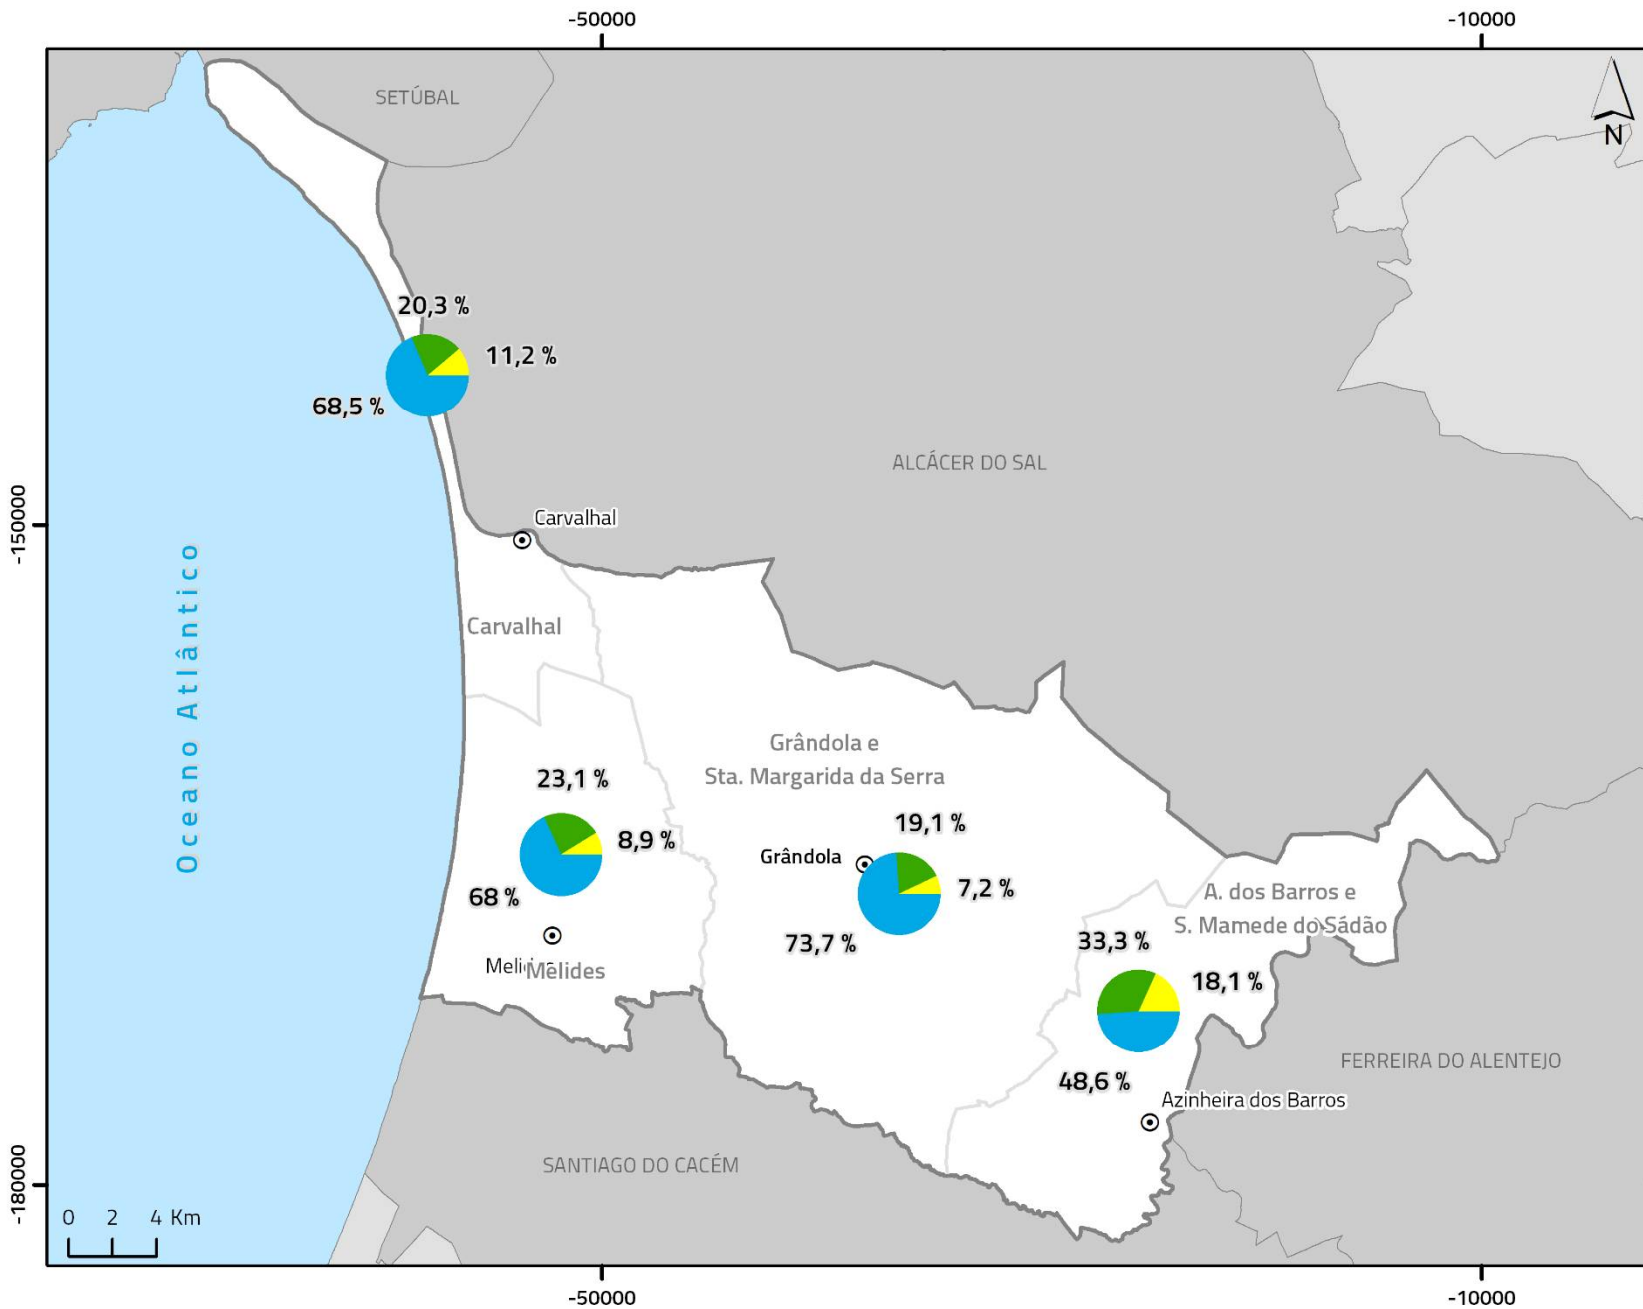 -50000
-10000
SETÚBAL
N
20,3 %
11,2 %
68,5 %
ALCÁCER DO SAL
-150000
Carvalhal
Oceano Atlântico
Carvalhal
Grândola e
Sta. Margarida da Serra
23,1 %
8,9 %
68 %
19,1 %
Grândola
7,2 %
73,7 %
A. dos Barros e
S. Mamede do Sádão
33,3 %
18,1 %
48,6 %
Melides
FERREIRA DO ALENTEJO
Azinheira dos Barros
SANTIAGO DO CACÉM
-180000
0 2 4 Km
-50000
-10000